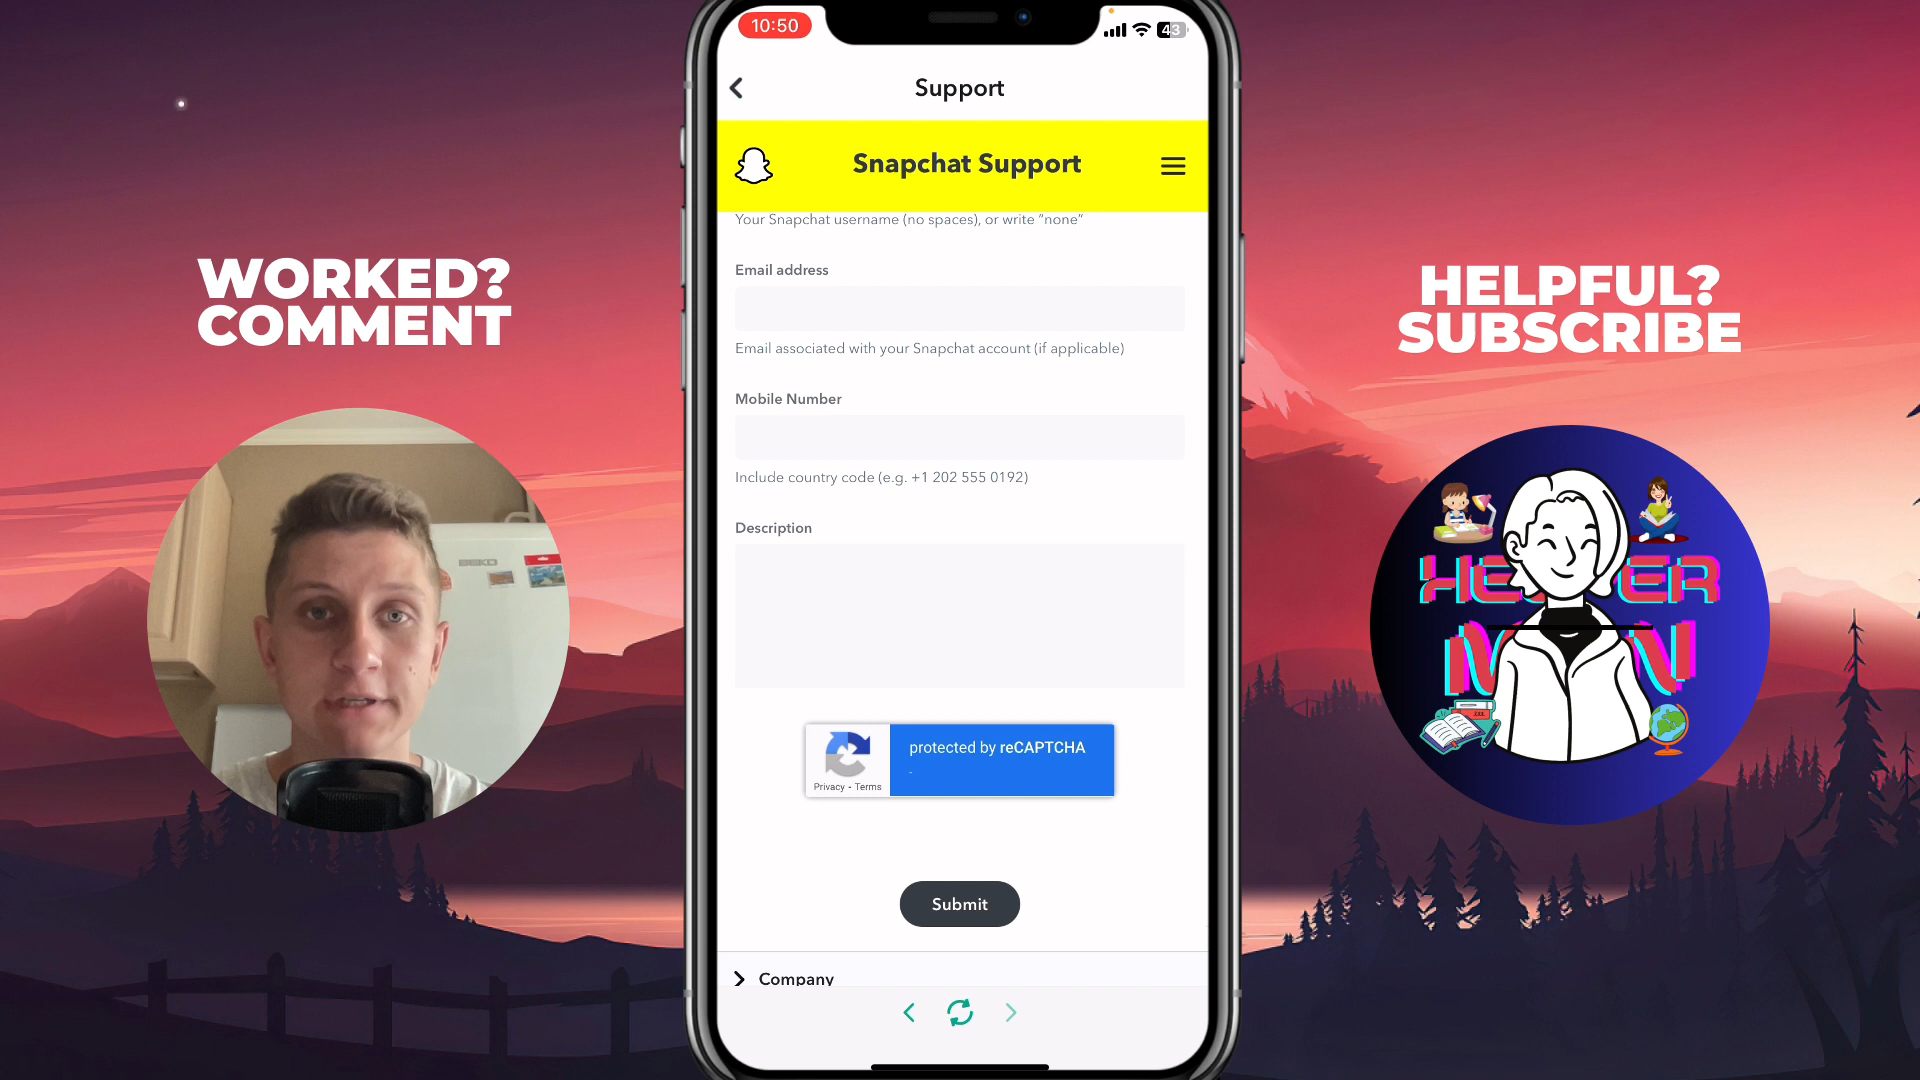 10:50
43
Support
Snapchat Support
Your Snapchat username (no spaces), or write “none”
Email address
Email associated with your Snapchat account (if applicable)
Mobile Number
Include country code (e.g. +1 202 555 0192)
Description
protected by reCAPTCHA
-
Privacy - Terms
Submit
Company
WORKED?
COMMENT
BEKO
HELPFUL?
SUBSCRIBE